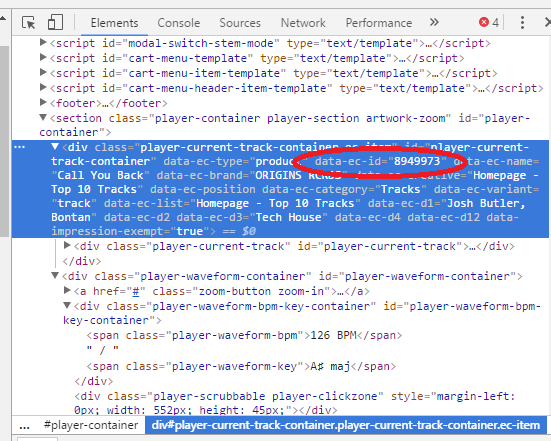 Elements Sources Network Performance » 4
<script id="modal-switch-stem-mode" type="text/template">…</script>
<script id="cart-menu-template" type="text/template">…</script>
<script id="cart-menu-item-template" type="text/template">…</script>
<script id="cart-menu-header-item-template" type="text/template">…</script>
<footer>…</footer>
<section class="player-container player-section artwork-zoom" id="player-
container">
… <div class="player-current-track-container ec-item" id="player-current-
track-container" data-ec-type="product" data-ec-id="8949973" data-ec-name=
"Call You Back" data-ec-brand="ORIGINS
Homepage -
Top 10 Tracks" data-ec-position data-ec-category="Tracks" data-ec-variant=
"track" data-ec-list="Homepage - Top 10 Tracks" data-ec-d1="Josh Butler,
Bontan" data-ec-d2 data-ec-d3="Tech House" data-ec-d4 data-ec-d12 data-
impression-exempt="true"> == $0
<div class="player-current-track" id="player-current-track">…</div>
</div>
<div class="player-waveform-container" id="player-waveform-container">
<a href="#" class="zoom-button zoom-in">…</a>
<div class="player-waveform-bpm-key-container" id="player-waveform-bpm-
key-container">
<span class="player-waveform-bpm">126 BPM</span>
" / "
<span class="player-waveform-key">A♯ maj</span>
</div>
<div class="player-scrubbable player-clickzone" style="margin-left:
0px; width: 552px; height: 45px;"></div>
... #player-container div#player-current-track-container.player-current-track-container.ec-item